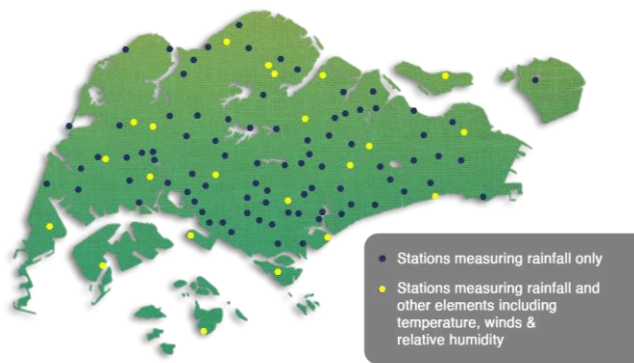 Stations measuring rainfall only
Stations measuring rainfall and
other elements including
temperature, winds &
relative humidity